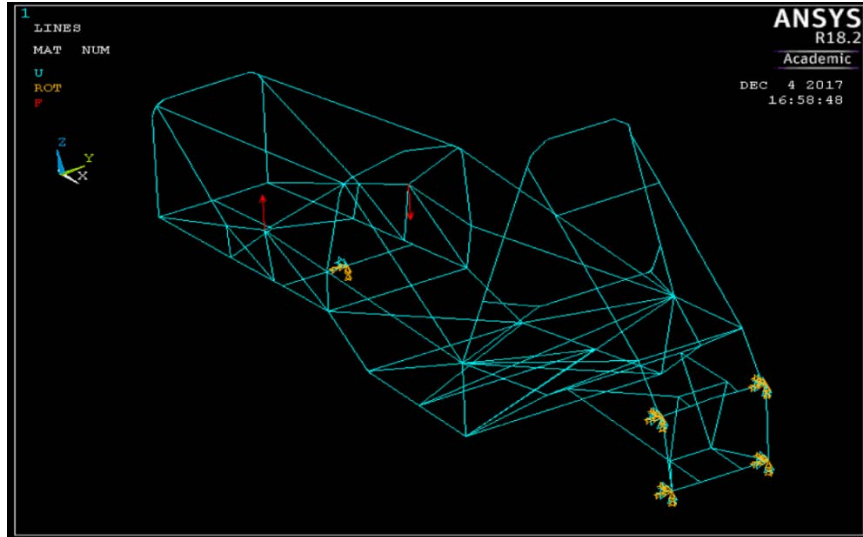 1
LINES
MAT NUM
U
ROT
F
Z
Y
X
ANSYS
R18.2
Academic
DEC 4 2017
16:58:48